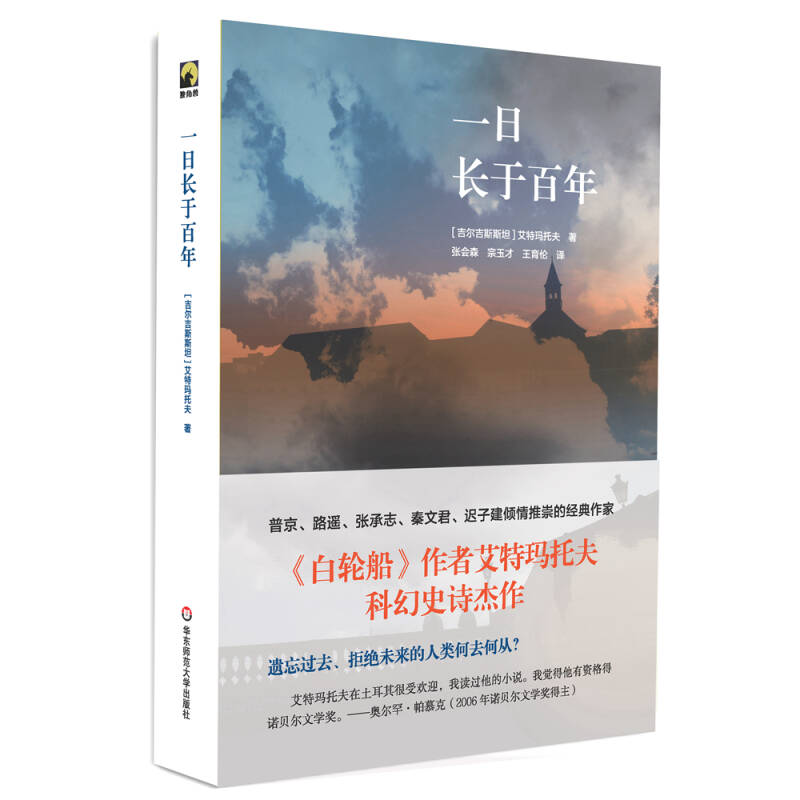 独角兽
一日长于百年
[吉尔吉斯斯坦]艾特玛托夫 著
华东师范大学出版社
一日
长于百年
[吉尔吉斯斯坦]艾特玛托夫 著
张会森 宗玉才 王育伦 译
普京、路遥、张承志、秦文君、迟子建倾情推崇的经典作家
《白轮船》作者艾特玛托夫
科幻史诗杰作
遗忘过去、拒绝未来的人类何去何从?
艾特玛托夫在土耳其很受欢迎,我读过他的小说。我觉得他有资格得
诺贝尔文学奖。——奥尔罕·帕慕克(2006年诺贝尔文学奖得主)